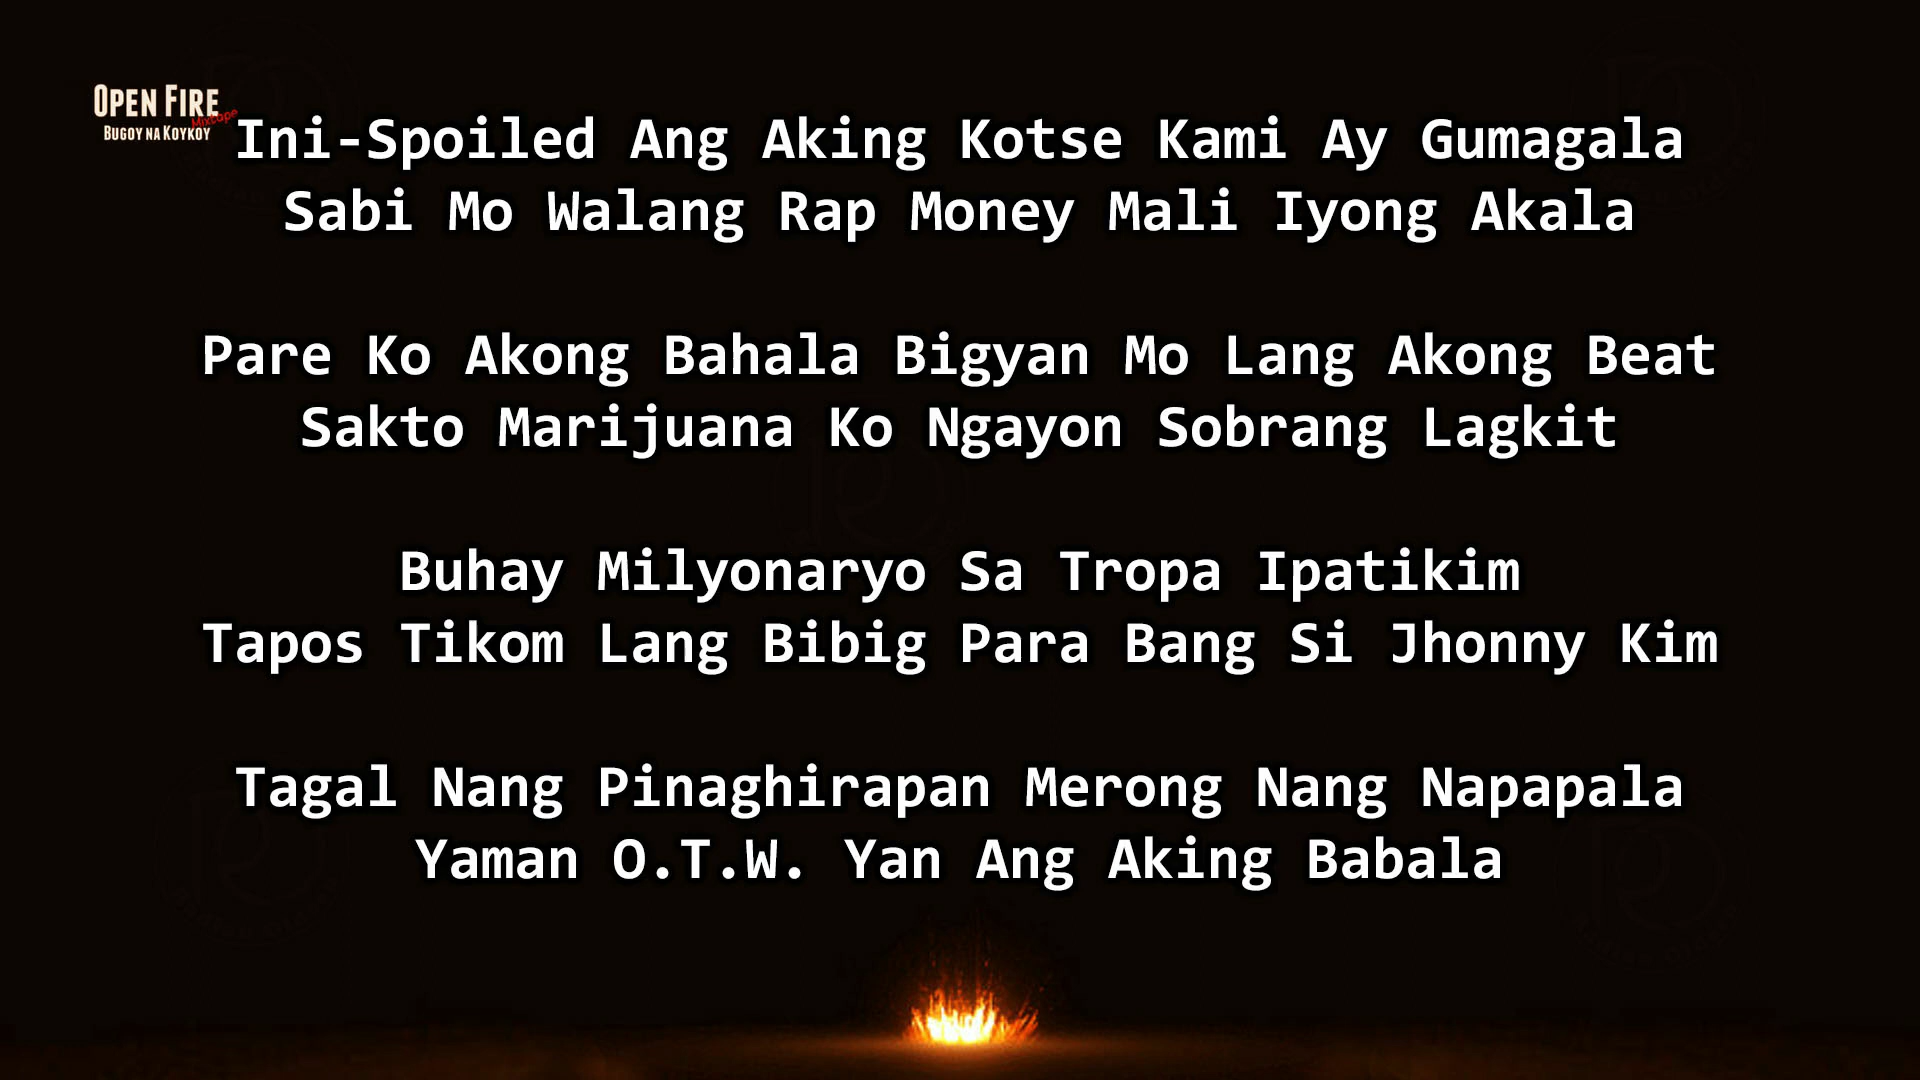 Open Fire
Mixtape
Bugoy na Koykoy
Ini-Spoiled Ang Aking Kotse Kami Ay Gumagala
Sabi Mo Walang Rap Money Mali Iyong Akala
Pare Ko Akong Bahala Bigyan Mo Lang Akong Beat
Sakto Marijuana Ko Ngayon Sobrang Lagkit
Buhay Milyonaryo Sa Tropa Ipatikim
Tapos Tikom Lang Bibig Para Bang Si Jhonny Kim
Tagal Nang Pinaghirapan Merong Nang Napapala
Yaman O.T.W. Yan Ang Aking Babala